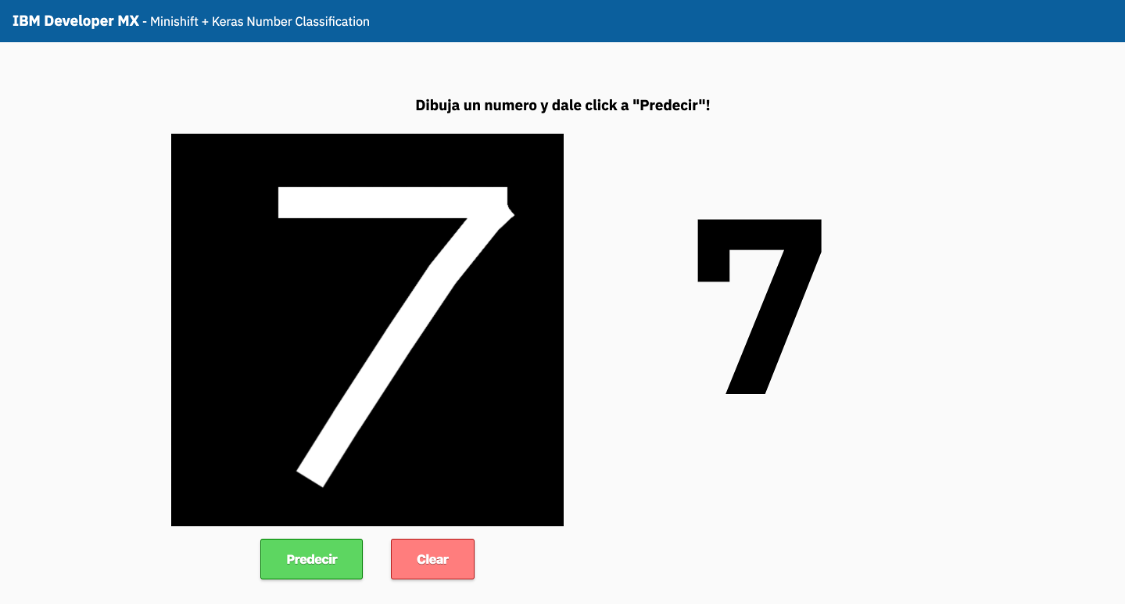 IBM Developer MX - Minishift + Keras Number Classification
Dibuja un numero y dale click a "Predecir"!
7
7
Predecir
Clear